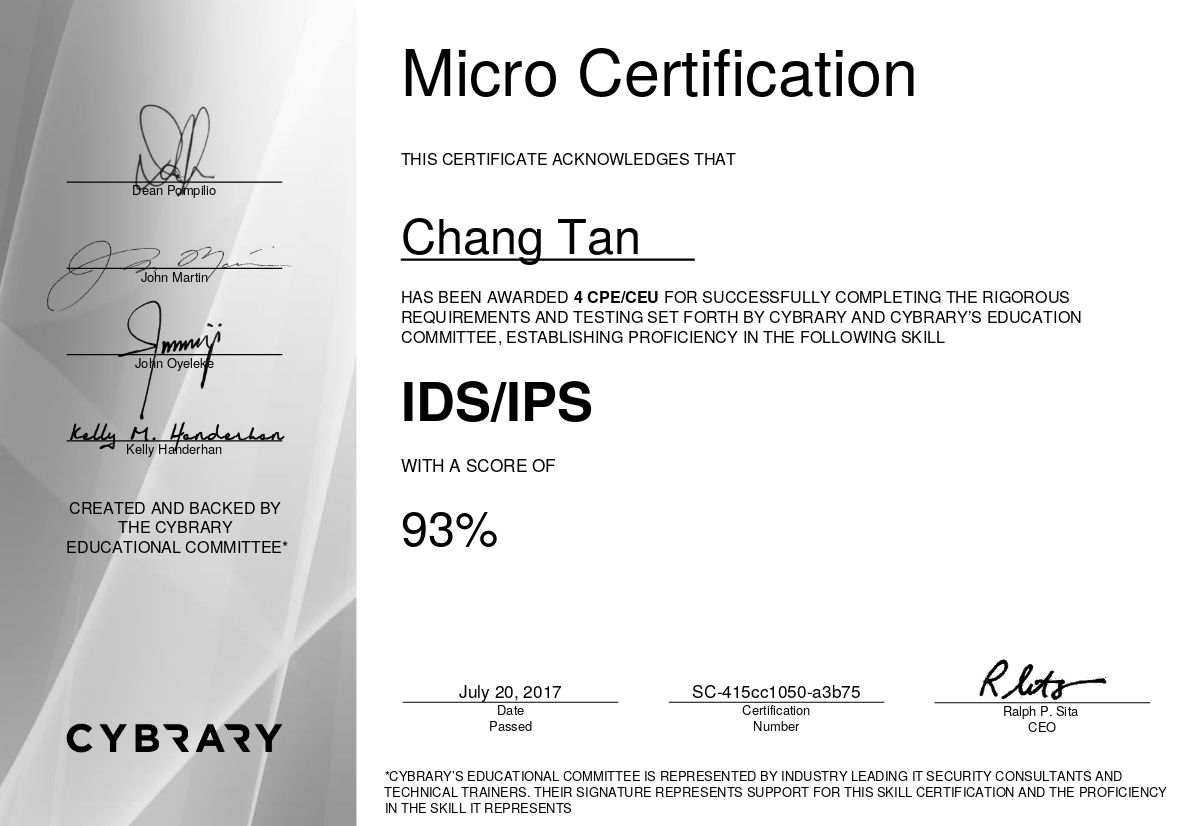 Micro Certification
THIS CERTIFICATE ACKNOWLEDGES THAT
Chang Tan
HAS BEEN AWARDED 4 CPE/CEU FOR SUCCESSFULLY COMPLETING THE RIGOROUS
REQUIREMENTS AND TESTING SET FORTH BY CYBRARY AND CYBRARY'S EDUCATION
COMMITTEE, ESTABLISHING PROFICIENCY IN THE FOLLOWING SKILL
IDS/IPS
WITH A SCORE OF
93%
Dean Pompilio
John Martin
John Oyeleke
Kelly M. Handerhan
Kelly Handerhan
CREATED AND BACKED BY
THE CYBRARY
EDUCATIONAL COMMITTEE*
CYBRARY
July 20, 2017
Date
Passed
SC-415cc1050-a3b75
Certification
Number
Ralph P. Sita
CEO
*CYBRARY'S EDUCATIONAL COMMITTEE IS REPRESENTED BY INDUSTRY LEADING IT SECURITY CONSULTANTS AND
TECHNICAL TRAINERS. THEIR SIGNATURE REPRESENTS SUPPORT FOR THIS SKILL CERTIFICATION AND THE PROFICIENCY
IN THE SKILL IT REPRESENTS